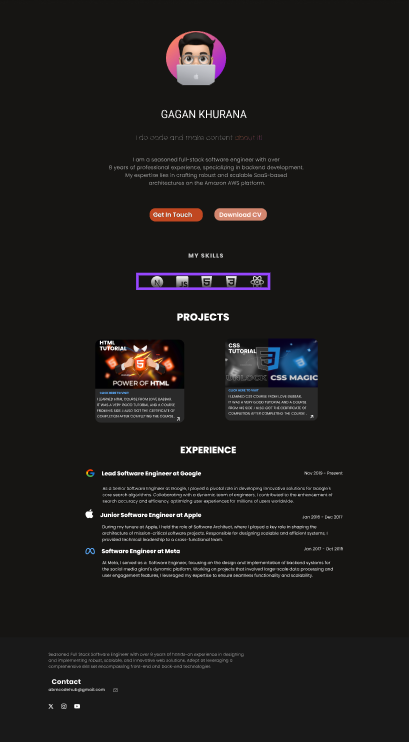 GAGAN KHURANA
I do code and make content about it!
I am a seasoned full-stack software engineer with over
9 years of professional experience, specializing in backend development.
My expertise lies in crafting robust and scalable SaaS-based
architectures on the Amazon AWS platform.
Get In Touch
Download CV
MY SKILLS
N JS 5 3
PROJECTS
HTML
TUTORIAL
POWER OF HTML
CLICK HERE TO VISIT
I LEARNED HTML COURSE FROM LOVE BABBAR.
IT WAS A VERY GOOD TUTORIAL AND A COURSE
FROM HIS SIDE. I ALSO GOT THE CERTIFICATE OF
COMPLETION AFTER COMPLETING THE COURSE.
CSS
TUTORIAL
CSS MAGIC
CLICK HERE TO VISIT
I LEARNED CSS COURSE FROM LOVE BABBAR.
IT WAS A VERY GOOD TUTORIAL AND A COURSE
FROM HIS SIDE. I ALSO GOT THE CERTIFICATE OF
COMPLETION AFTER COMPLETING THE COURSE.
EXPERIENCE
Lead Software Engineer at Google
Nov 2019 - Present
As a Senior Software Engineer at Google, I played a pivotal role in developing innovative solutions for Google's
core search algorithms. Collaborating with a dynamic team of engineers, I contributed to the enhancement of
search accuracy and efficiency, optimizing user experiences for millions of users worldwide.
Junior Software Engineer at Apple
Jan 2016 - Dec 2017
During my tenure at Apple, I held the role of Software Architect, where I played a key role in shaping the
architecture of mission-critical software projects. Responsible for designing scalable and efficient systems, I
provided technical leadership to a cross-functional team.
Software Engineer at Meta
Jan 2017 - Oct 2019
At Meta, I served as a Software Engineer, focusing on the design and implementation of backend systems for
the social media giant's dynamic platform. Working on projects that involved large-scale data processing and
user engagement features, I leveraged my expertise to ensure seamless functionality and scalability.
Seasoned Full Stack Software Engineer with over 9 years of hands-on experience in designing
and implementing robust, scalable, and innovative web solutions. Adept at leveraging a
comprehensive skill set encompassing front-end and back-end technologies
Contact
abrecodehub@gmail.com